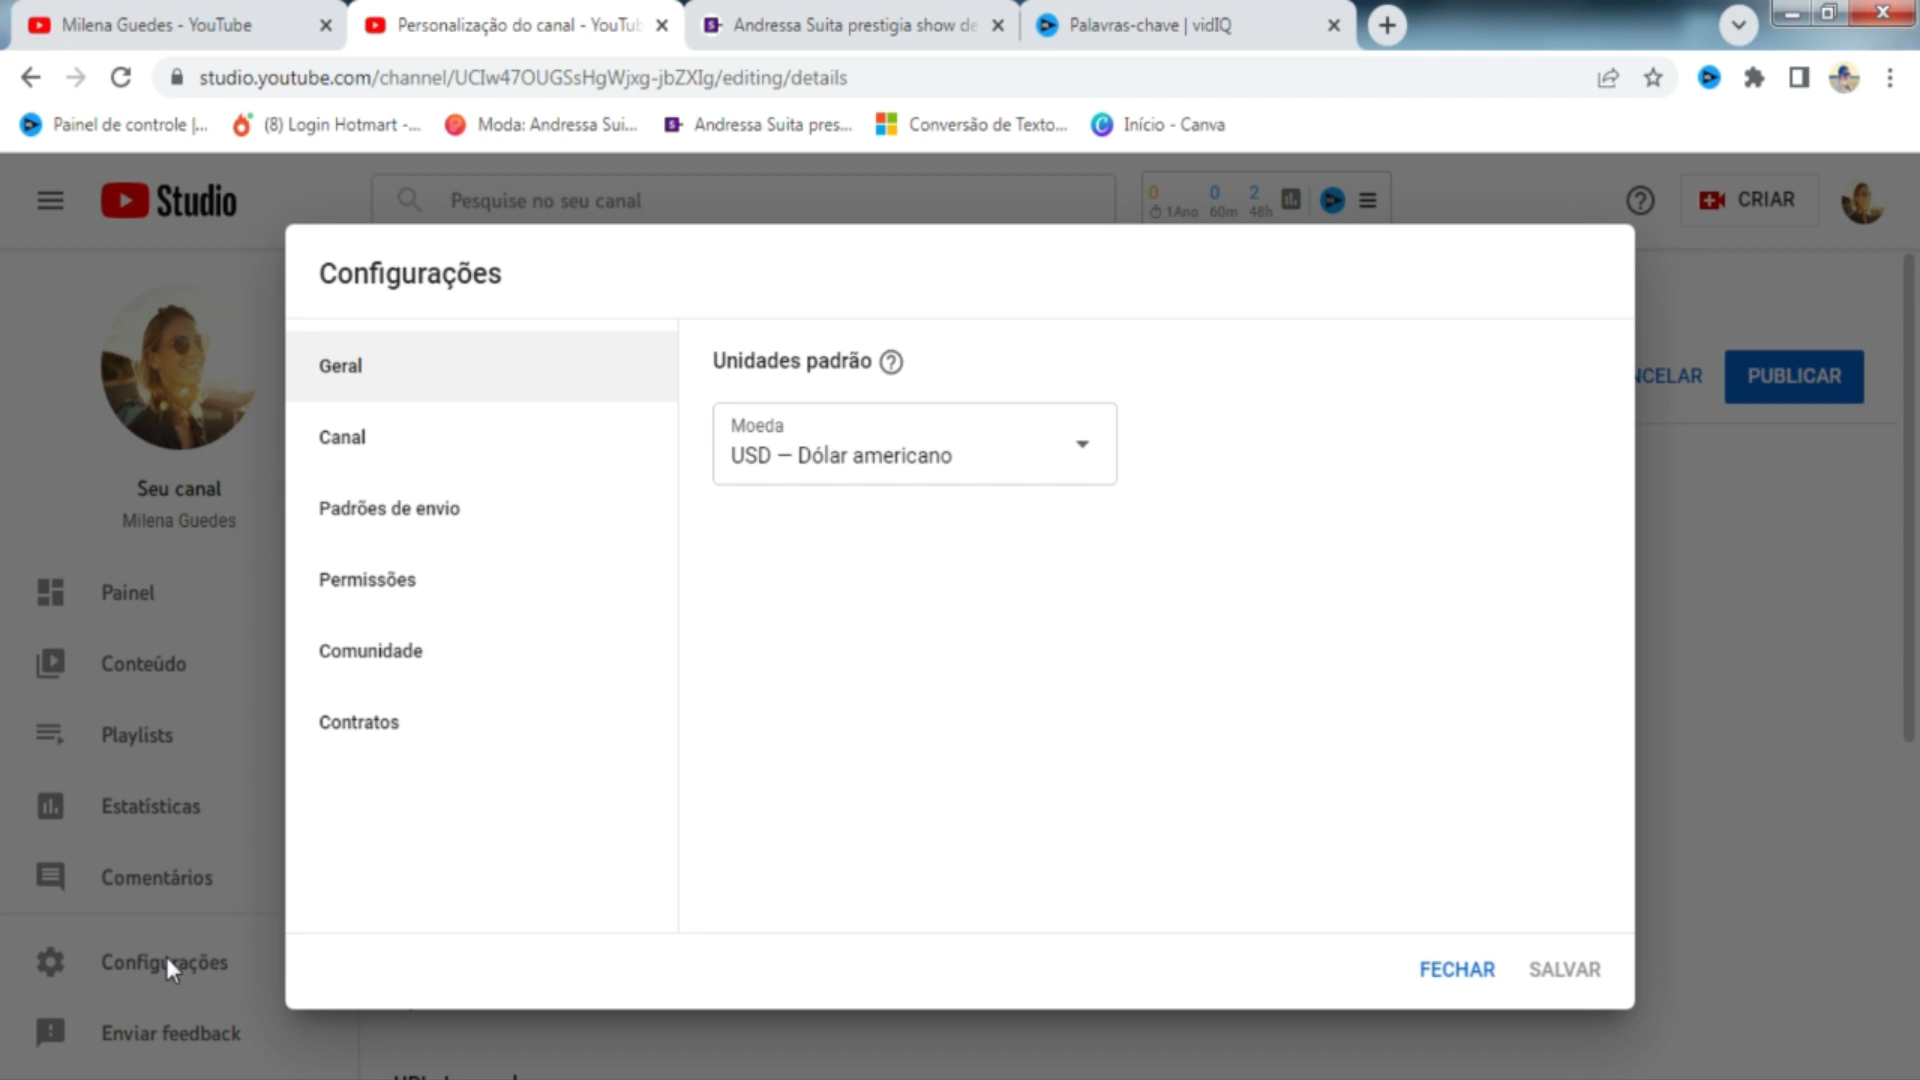 Milena Guedes - YouTube
Personalização do canal - YouTub
Andressa Suita prestigia show de
Palavras-chave | vidIQ
studio.youtube.com/channel/UCIw47OUGSsHgWjxg-jbZXIg/editing/details
Painel de controle |...
(8) Login Hotmart -...
Moda: Andressa Sui...
Andressa Suita pres...
Conversão de Texto...
Início - Canva
Studio
Pesquise no seu canal
0 0 2
1Ano 60m 48h
CRIAR
Configurações
Geral
Canal
Padrões de envio
Permissões
Comunidade
Contratos
Unidades padrão
Moeda
USD — Dólar americano
NCELAR
PUBLICAR
Seu canal
Milena Guedes
Painel
Conteúdo
Playlists
Estatísticas
Comentários
Configurações
Enviar feedback
FECHAR
SALVAR